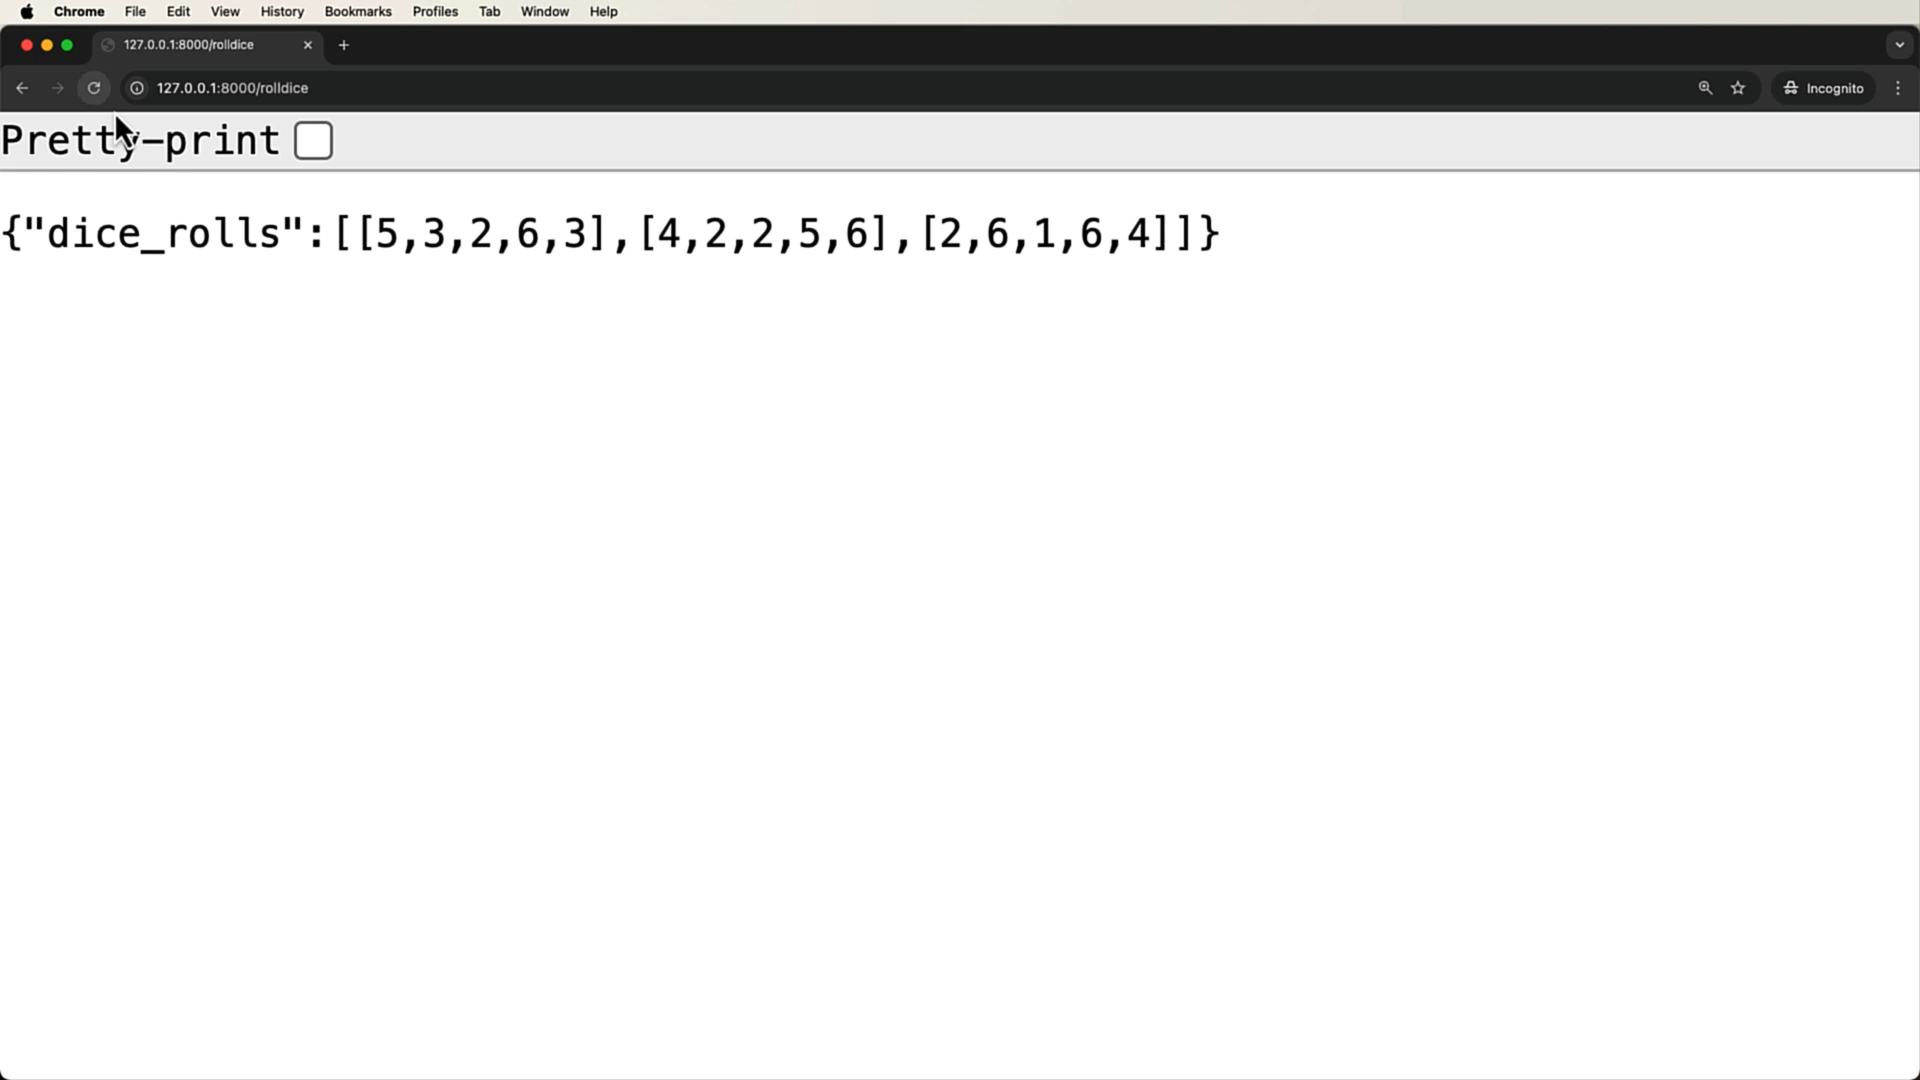 Chrome File Edit View History Bookmarks Profiles Tab Window Help
127.0.0.1:8000/rolldice
127.0.0.1:8000/rolldice Incognito
Pretty-print
{"dice_rolls":[[5,3,2,6,3],[4,2,2,5,6],[2,6,1,6,4]]}